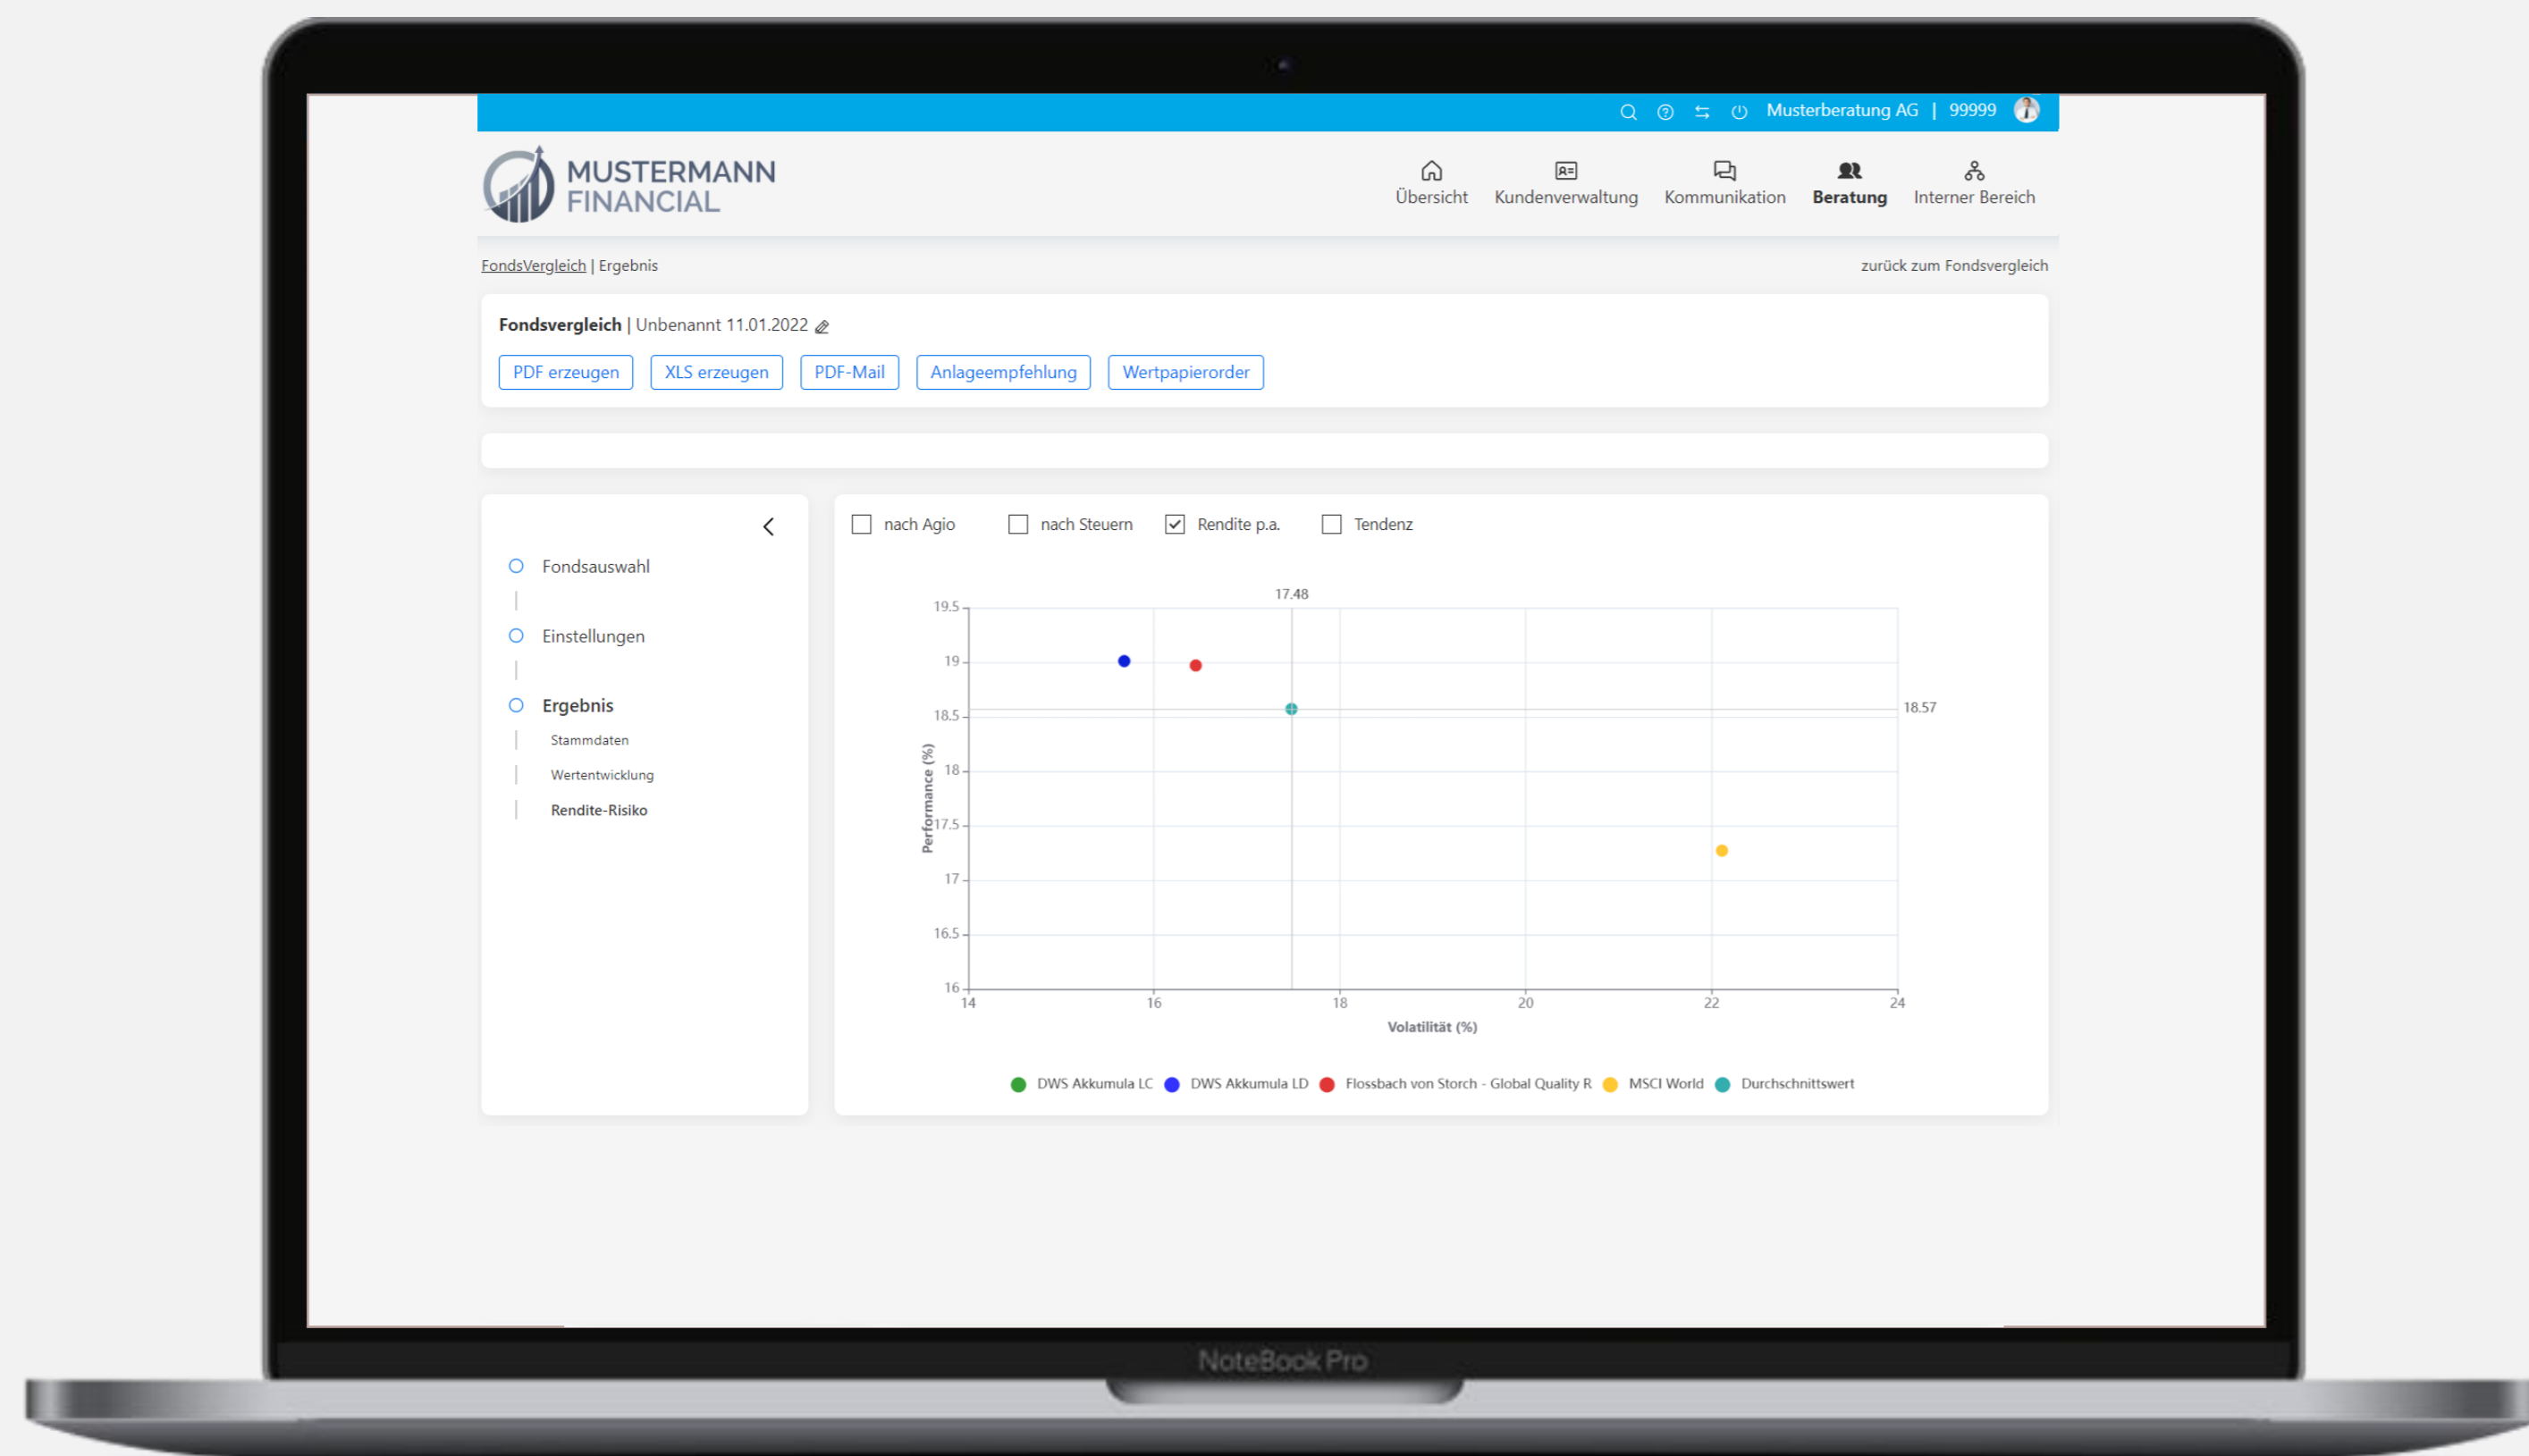 Musterberatung AG | 99999
MUSTERMANN
FINANCIAL
Übersicht Kundenverwaltung Kommunikation Beratung Interner Bereich
FondsVergleich | Ergebnis
zurück zum Fondsvergleich
Fondsvergleich | Unbenannt 11.01.2022
PDF erzeugen XLS erzeugen PDF-Mail Anlageempfehlung Wertpapierorder
Fondsauswahl
Einstellungen
Ergebnis
Stammdaten
Wertentwicklung
Rendite-Risiko
nach Agio nach Steuern Rendite p.a. Tendenz
17.48
19.5
19
18.5
18.57
18
17.5
17
16.5
16
Performance (%)
14 16 18 20 22 24
Volatilität (%)
DWS Akkumula LC DWS Akkumula LD Flossbach von Storch - Global Quality R MSCI World Durchschnittswert
NoteBook Pro